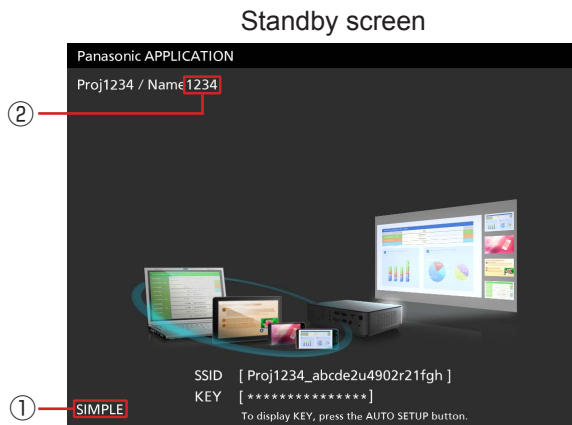 Standby screen
Panasonic APPLICATION
Proj1234 / Name1234
②
SSID [ Proj1234_abcde2u4902r21fgh ]
KEY [ *************** ]
① SIMPLE
To display KEY, press the AUTO SETUP button.